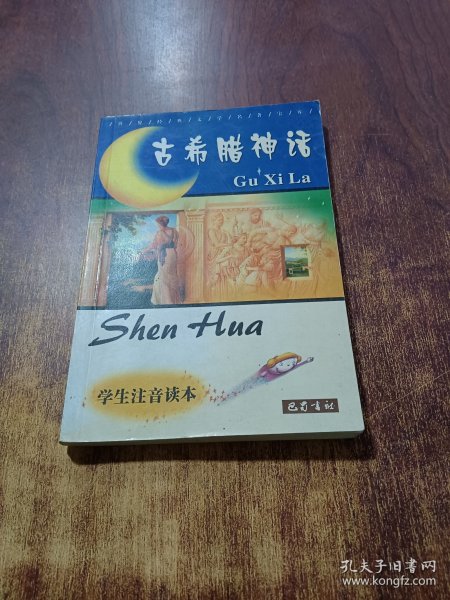 古希腊神话
Gu Xi La
Shen Hua
学生注音读本
巴蜀书社
孔夫子旧书网
www.kongfz.com